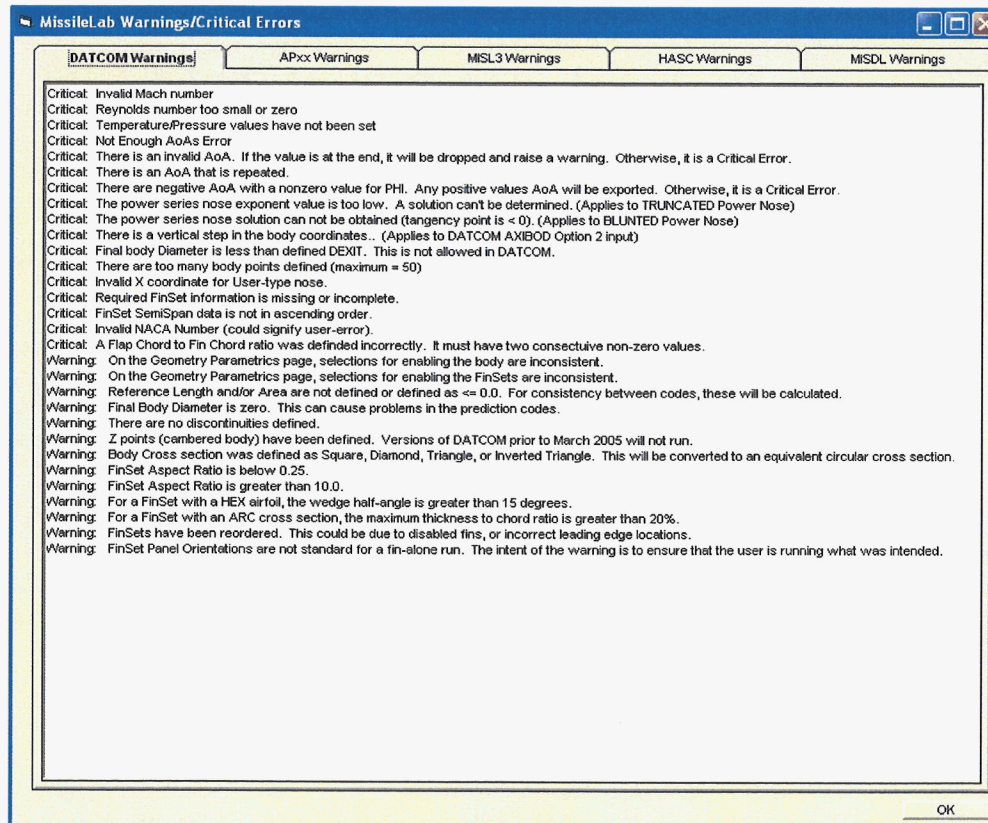 MissileLab Warnings/Critical Errors
DATCOM Warnings APxx Warnings MISL3 Warnings HASC Warnings MISDL Warnings
Critical: Invalid Mach number
Critical: Reynolds number too small or zero
Critical: Temperature/Pressure values have not been set
Critical: Not Enough AoAs Error
Critical: There is an invalid AoA. If the value is at the end, it will be dropped and raise a warning. Otherwise, it is a Critical Error.
Critical: There is an AoA that is repeated.
Critical: There are negative AoA with a nonzero value for PHI. Any positive values AoA will be exported. Otherwise, it is a Critical Error.
Critical: The power series nose exponent value is too low. A solution can't be determined. (Applies to TRUNCATED Power Nose)
Critical: The power series nose solution can not be obtained (tangency point is < 0). (Applies to BLUNTED Power Nose)
Critical: There is a vertical step in the body coordinates.. (Applies to DATCOM AXIBOD Option 2 input)
Critical: Final body Diameter is less than defined DEXIT. This is not allowed in DATCOM.
Critical: There are too many body points defined (maximum = 50)
Critical: Invalid X coordinate for User-type nose.
Critical: Required FinSet information is missing or incomplete.
Critical: FinSet SemiSpan data is not in ascending order.
Critical: Invalid NACA Number (could signify user-error).
Critical: A Flap Chord to Fin Chord ratio was definded incorrectly. It must have two consectuive non-zero values.
Warning: On the Geometry Parametrics page, selections for enabling the body are inconsistent.
Warning: On the Geometry Parametrics page, selections for enabling the FinSets are inconsistent.
Warning: Reference Length and/or Area are not defined or defined as <= 0.0. For consistency between codes, these will be calculated.
Warning: Final Body Diameter is zero. This can cause problems in the prediction codes.
Warning: There are no discontinuities defined.
Warning: Z points (cambered body) have been defined. Versions of DATCOM prior to March 2005 will not run.
Warning: Body Cross section was defined as Square, Diamond, Triangle, or Inverted Triangle. This will be converted to an equivalent circular cross section.
Warning: FinSet Aspect Ratio is below 0.25.
Warning: FinSet Aspect Ratio is greater than 10.0.
Warning: For a FinSet with a HEX airfoil, the wedge half-angle is greater than 15 degrees.
Warning: For a FinSet with an ARC cross section, the maximum thickness to chord ratio is greater than 20%.
Warning: FinSets have been reordered. This could be due to disabled fins, or incorrect leading edge locations.
Warning: FinSet Panel Orientations are not standard for a fin-alone run. The intent of the warning is to ensure that the user is running what was intended.
OK